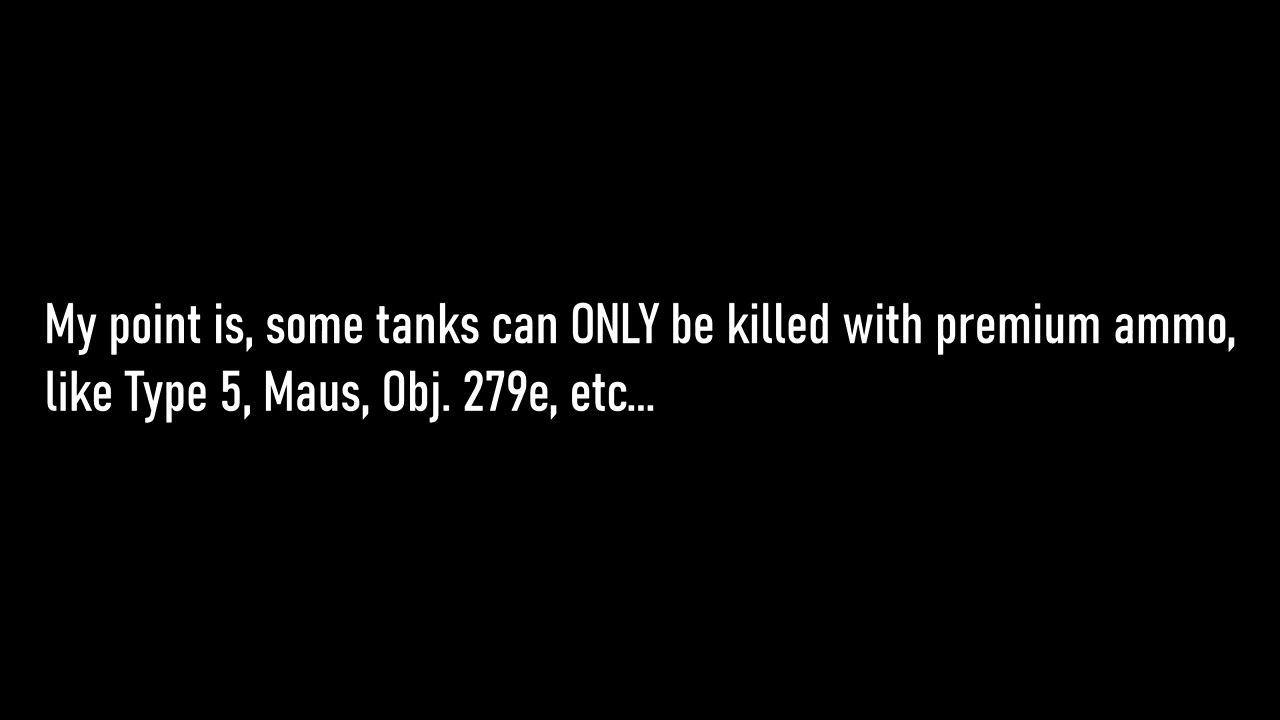 My point is, some tanks can ONLY be killed with premium ammo,
like Type 5, Maus, Obj. 279e, etc...